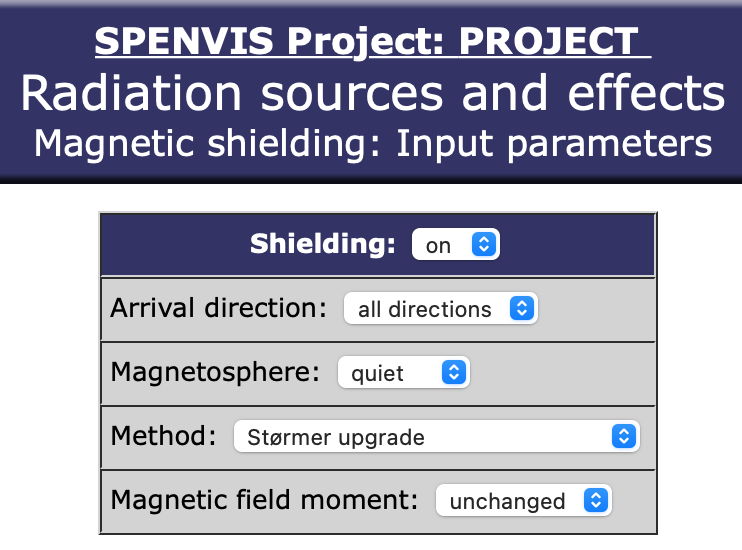 SPENVIS Project: PROJECT
Radiation sources and effects
Magnetic shielding: Input parameters
Shielding: on
Arrival direction: all directions
Magnetosphere: quiet
Method: Størmer upgrade
Magnetic field moment: unchanged